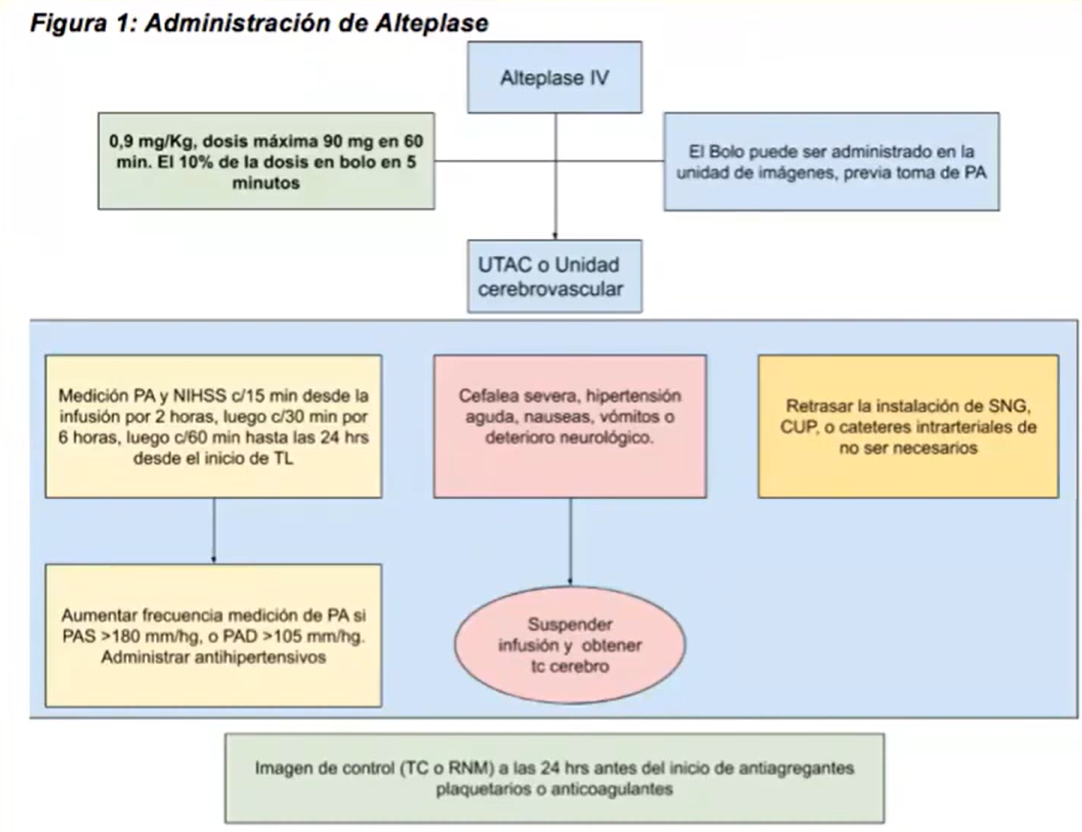 Figura 1: Administración de Alteplase
Alteplase IV
0,9 mg/Kg, dosis máxima 90 mg en 60
min. El 10% de la dosis en bolo en 5
minutos
El Bolo puede ser administrado en la
unidad de imágenes, previa toma de PA
UTAC o Unidad
cerebrovascular
Medición PA y NIHSS c/15 min desde la
infusión por 2 horas, luego c/30 min por
6 horas, luego c/60 min hasta las 24 hrs
desde el inicio de TL
Cefalea severa, hipertensión
aguda, nauseas, vómitos o
deterioro neurológico.
Retrasar la instalación de SNG,
CUP, o cateteres intrarteriales de
no ser necesarios
Aumentar frecuencia medición de PA si
PAS >180 mm/hg, o PAD >105 mm/hg.
Administrar antihipertensivos
Suspender
infusión y obtener
tc cerebro
Imagen de control (TC o RNM) a las 24 hrs antes del inicio de antiagregantes
plaquetarios o anticoagulantes